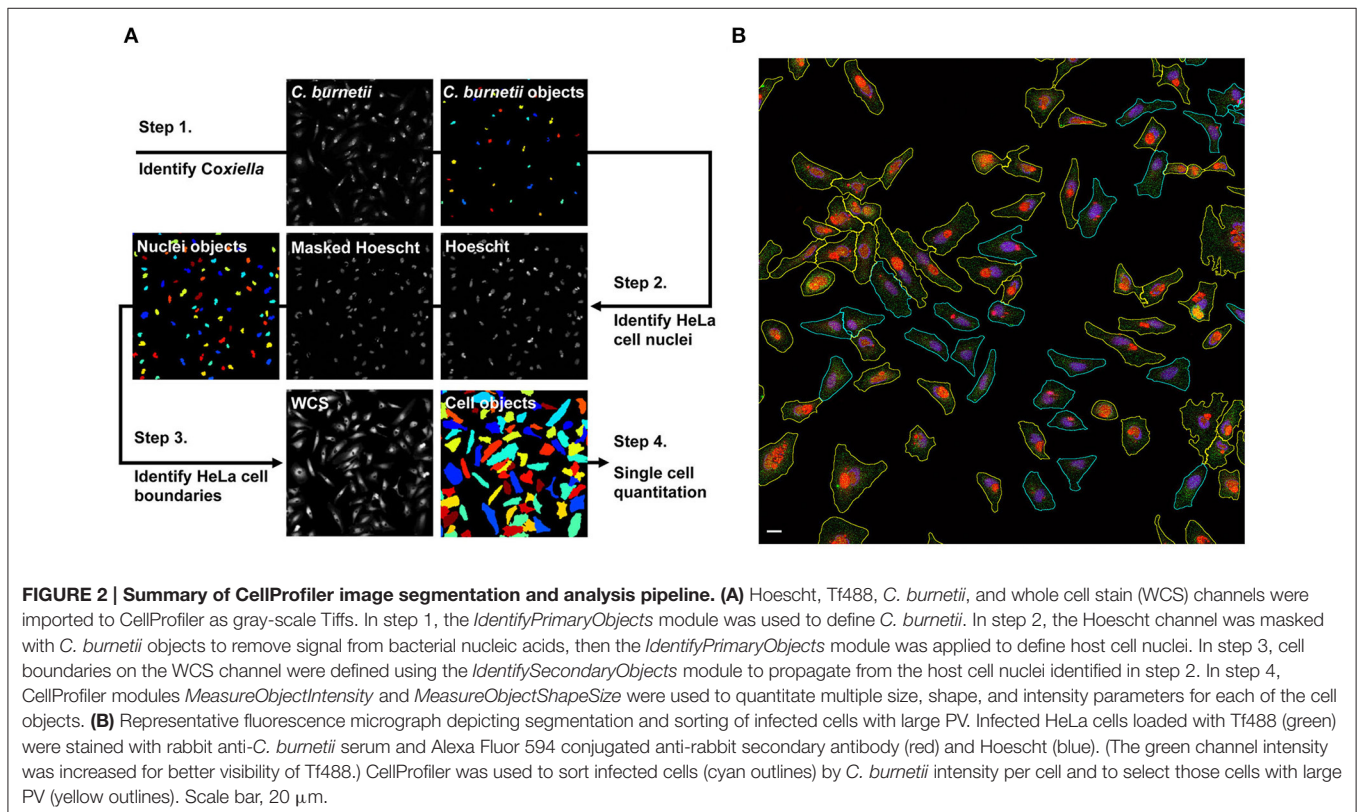 A
B
C. burnetii
C. burnetii objects
Step 1.
Identify Coxiella
Nuclei objects
Masked Hoescht
Hoescht
Step 2.
Identify HeLa
cell nuclei
WCS
Cell objects
Step 3.
Identify HeLa cell
boundaries
Step 4.
Single cell
quantitation
FIGURE 2 | Summary of CellProfiler image segmentation and analysis pipeline. (A) Hoescht, Tf488, C. burnetii, and whole cell stain (WCS) channels were
imported to CellProfiler as gray-scale Tiffs. In step 1, the IdentifyPrimaryObjects module was used to define C. burnetii. In step 2, the Hoescht channel was masked
with C. burnetii objects to remove signal from bacterial nucleic acids, then the IdentifyPrimaryObjects module was applied to define host cell nuclei. In step 3, cell
boundaries on the WCS channel were defined using the IdentifySecondaryObjects module to propagate from the host cell nuclei identified in step 2. In step 4,
CellProfiler modules MeasureObjectIntensity and MeasureObjectShapeSize were used to quantitate multiple size, shape, and intensity parameters for each of the cell
objects. (B) Representative fluorescence micrograph depicting segmentation and sorting of infected cells with large PV. Infected HeLa cells loaded with Tf488 (green)
were stained with rabbit anti-C. burnetii serum and Alexa Fluor 594 conjugated anti-rabbit secondary antibody (red) and Hoescht (blue). (The green channel intensity
was increased for better visibility of Tf488.) CellProfiler was used to sort infected cells (cyan outlines) by C. burnetii intensity per cell and to select those cells with large
PV (yellow outlines). Scale bar, 20 μm.